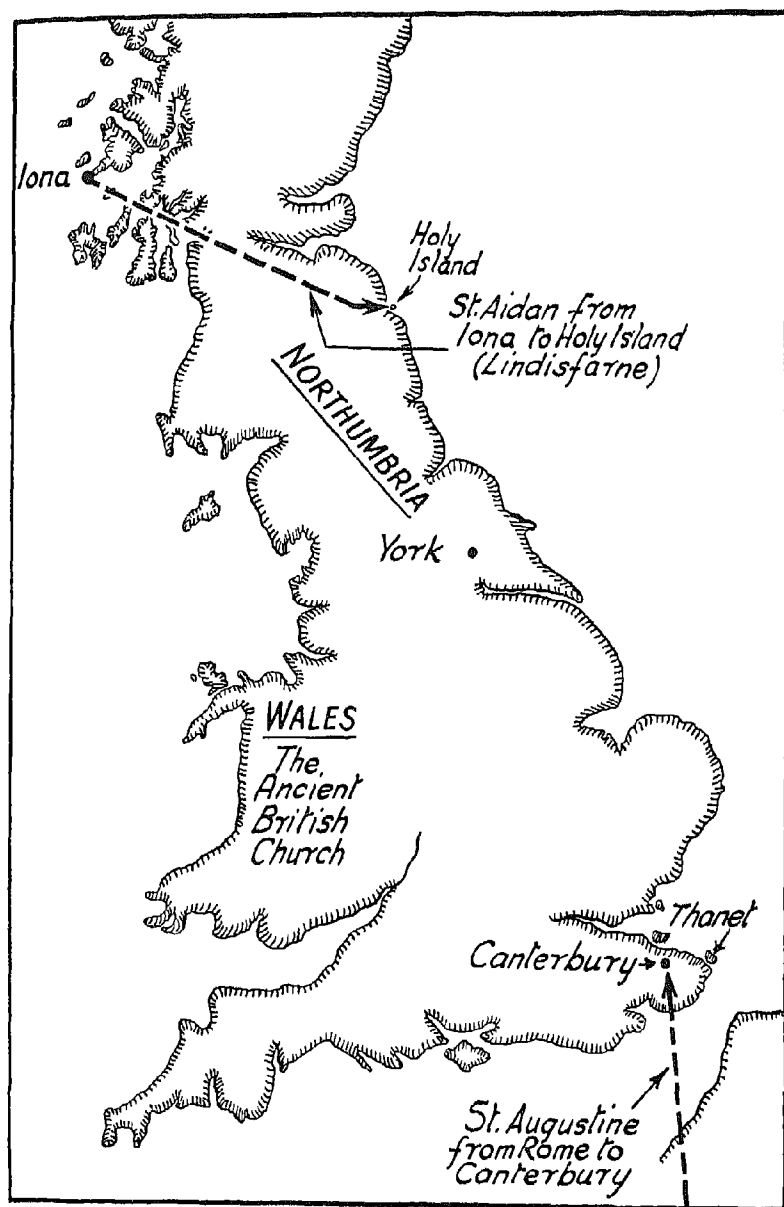 Iona
Holy
Island
St. Aidan from
Iona to Holy Island
(Lindisfarne)
NORTHUMBRIA
York
WALES
The
Ancient
British
Church
Thanet
Canterbury
St. Augustine
from Rome to
Canterbury